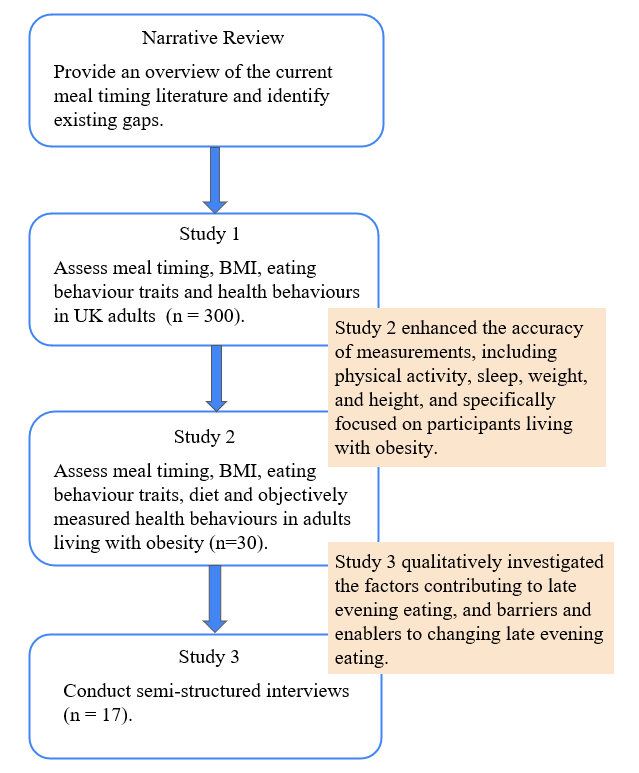 Narrative Review
Provide an overview of the current
meal timing literature and identify
existing gaps.
Study 1
Assess meal timing, BMI, eating
behaviour traits and health behaviours
in UK adults (n = 300).
Study 2 enhanced the accuracy
of measurements, including
physical activity, sleep, weight,
and height, and specifically
focused on participants living
with obesity.
Study 2
Assess meal timing, BMI, eating
behaviour traits, diet and objectively
measured health behaviours in adults
living with obesity (n=30).
Study 3 qualitatively investigated
the factors contributing to late
evening eating, and barriers and
enablers to changing late evening
eating.
Study 3
Conduct semi-structured interviews
(n = 17).